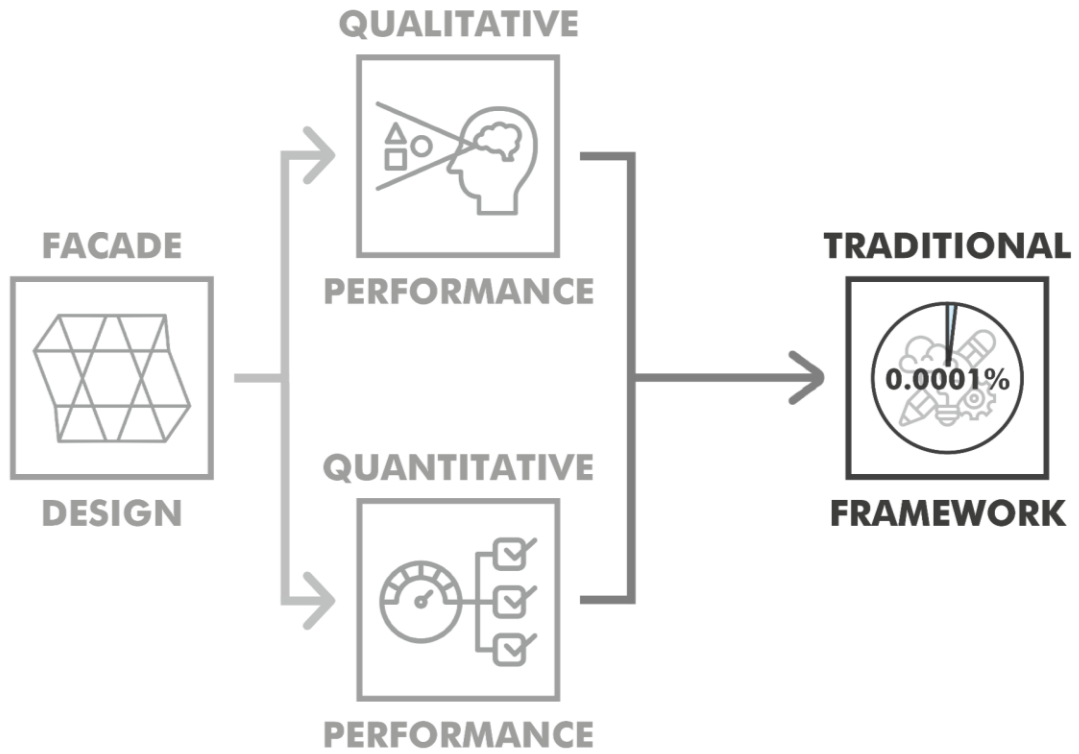 QUALITATIVE
PERFORMANCE
FACADE
DESIGN
QUANTITATIVE
PERFORMANCE
TRADITIONAL
0.0001%
FRAMEWORK